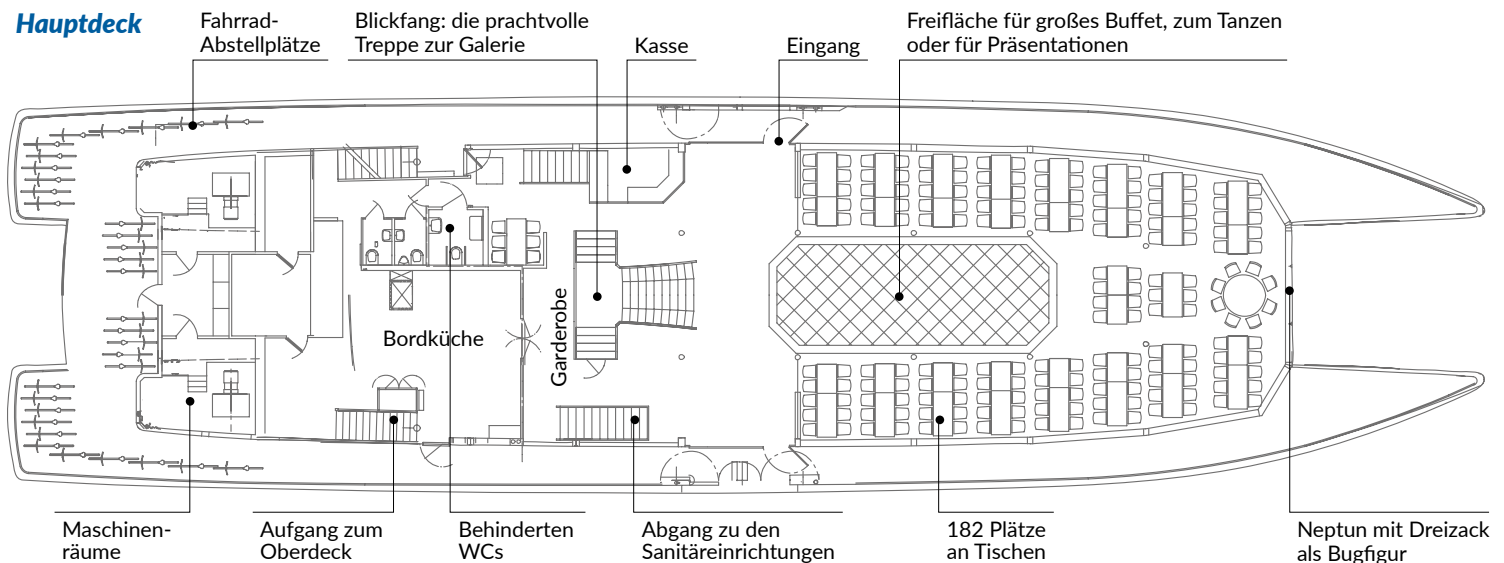 Hauptdeck
Fahrrad-
Abstellplätze
Blickfang: die prachtvolle
Treppe zur Galerie
Kasse
Eingang
Freifläche für großes Buffet, zum Tanzen
oder für Präsentationen
Bordküche
Garderobe
Maschinen-
räume
Aufgang zum
Oberdeck
Behinderten
WCs
Abgang zu den
Sanitäreinrichtungen
182 Plätze
an Tischen
Neptun mit Dreizack
als Bugfigur